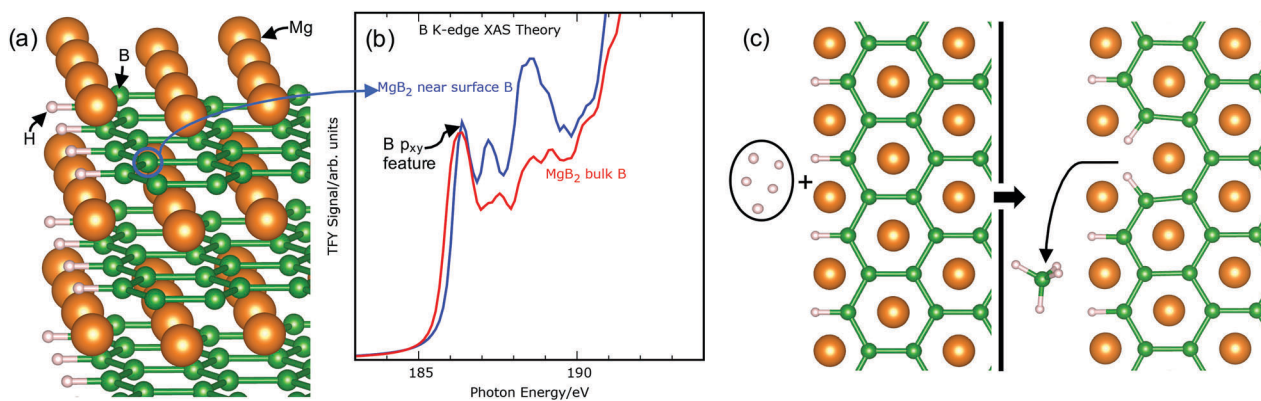 (a)
Mg
B
H
(b)
B K-edge XAS Theory
MgB₂ near surface B
B pxy
feature
MgB₂ bulk B
TFY Signal/arb. units
185
190
Photon Energy/eV
(c)
+